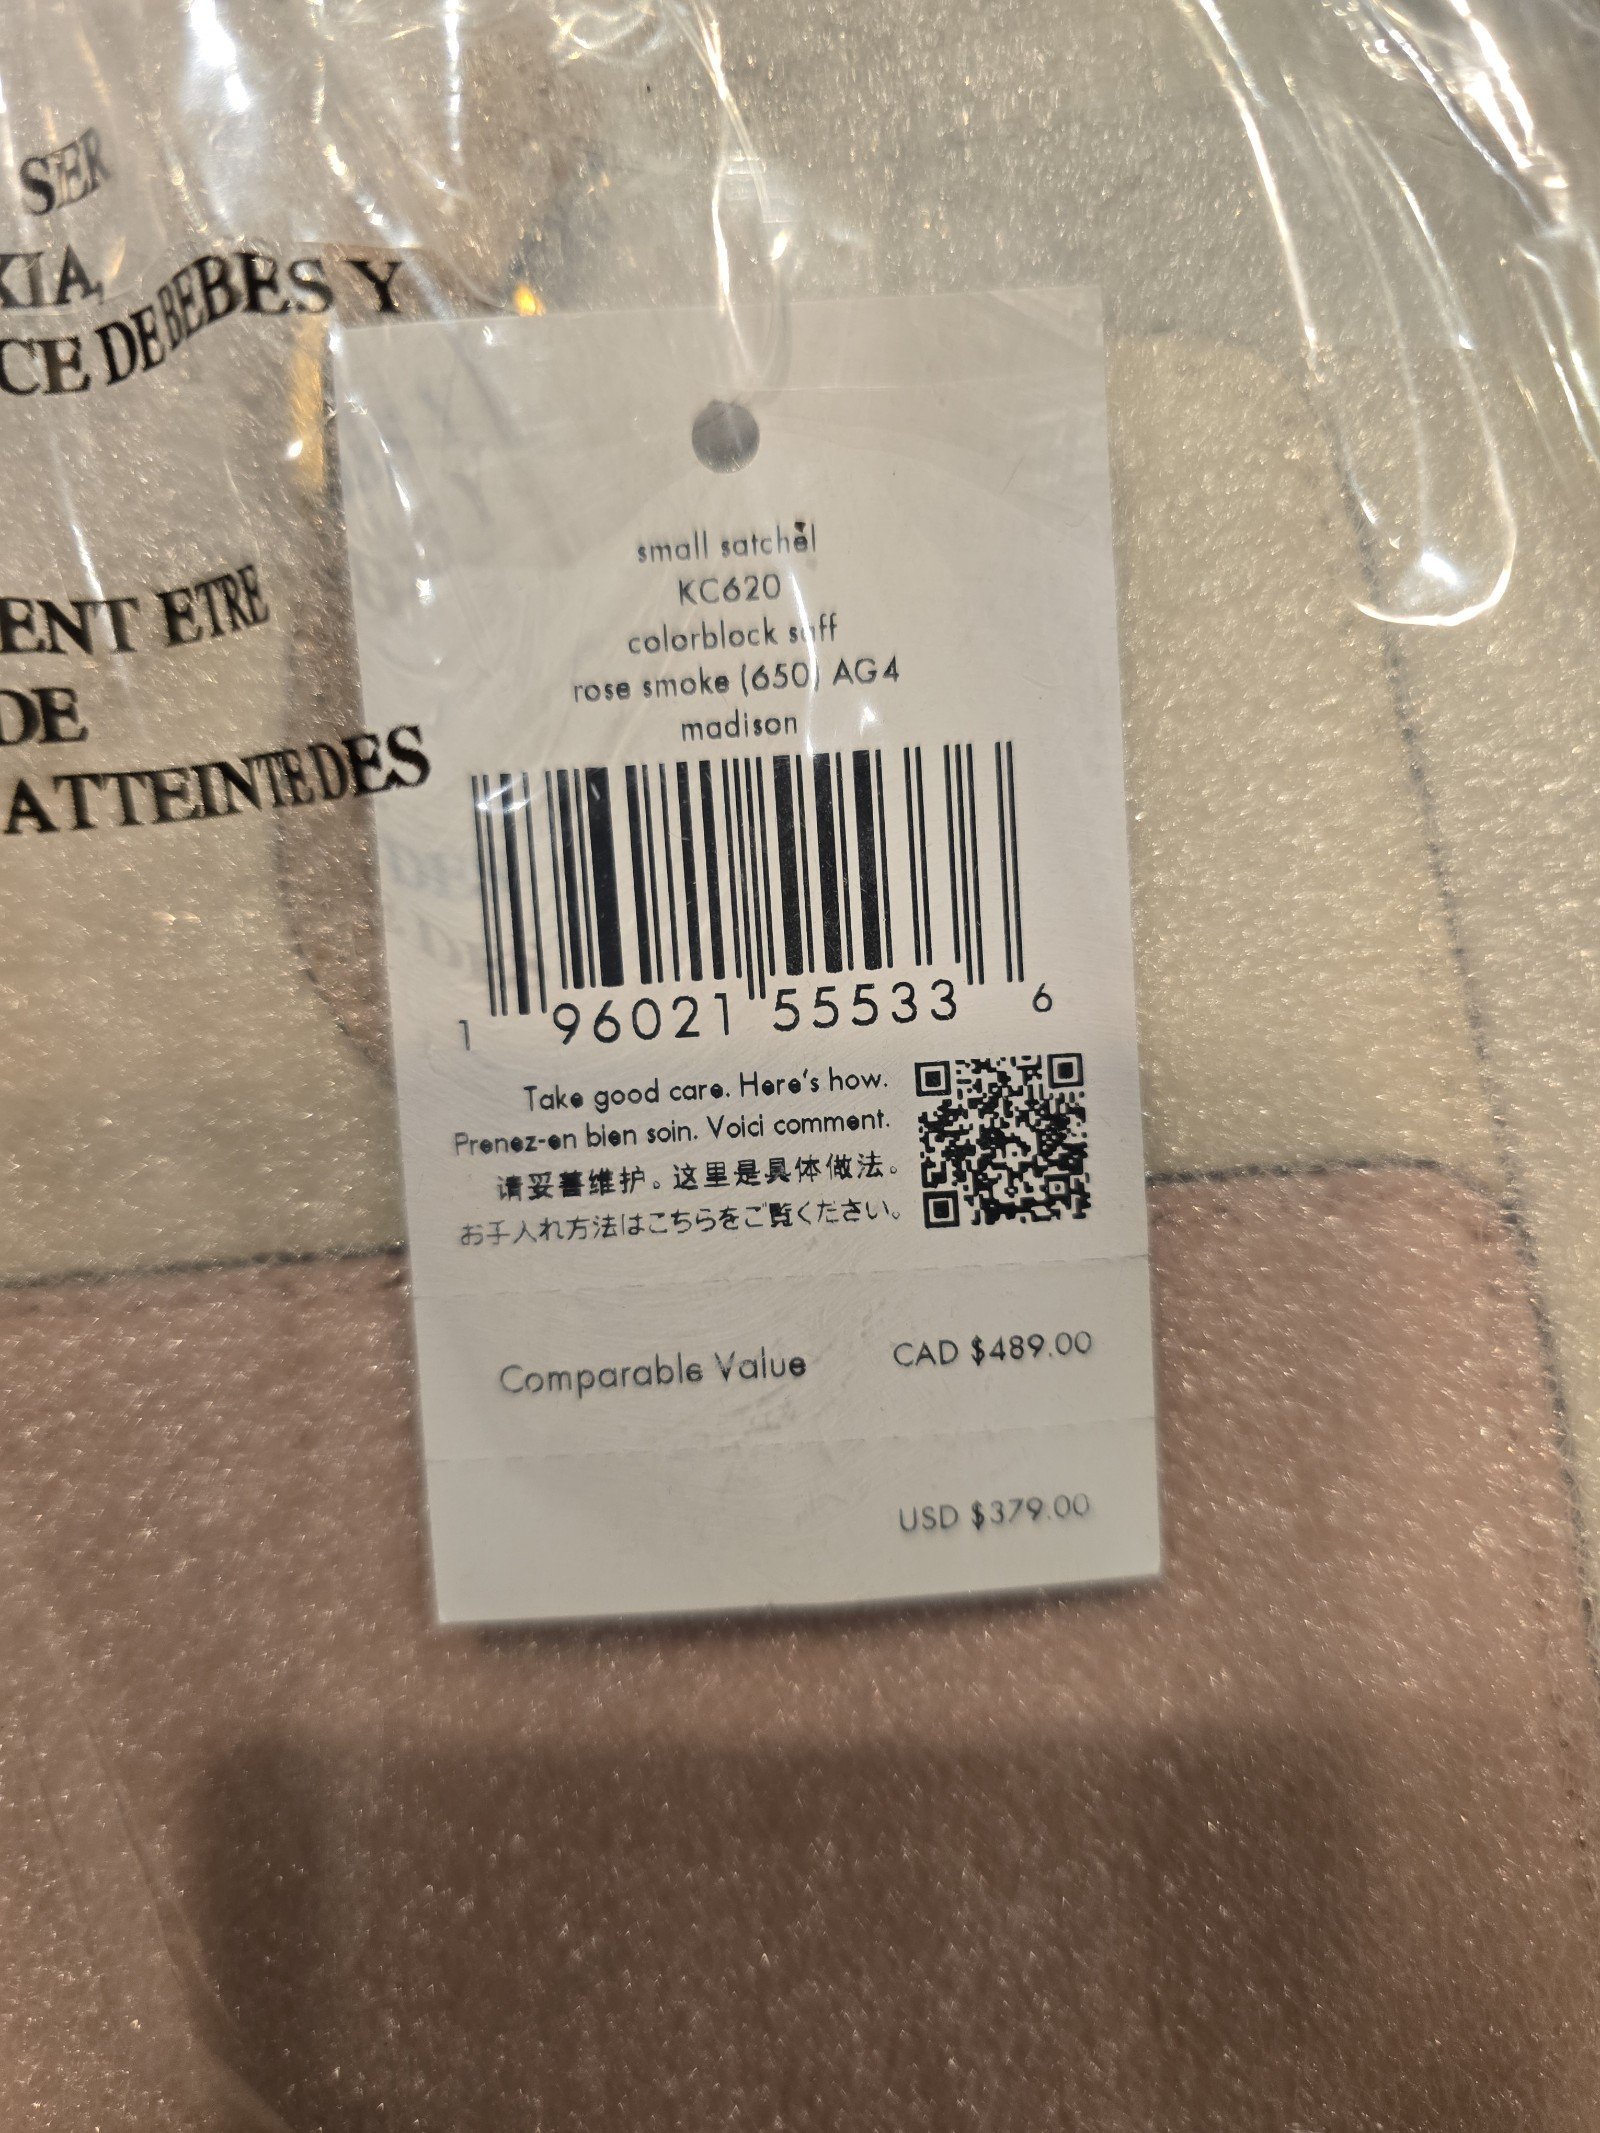 SER
XIA,
CE DE BEBES Y
ENT ETRE
DE
ATTEINTE DES
small satchel
KC620
colorblock saff
rose smoke (650) AG4
madison
1 96021 55533 6
Take good care. Here's how.
Prenez-en bien soin. Voici comment.
请妥善维护。这里是具体做法。
お手入れ方法はこちらをご覧ください。
Comparable Value CAD $489.00
USD $379.00